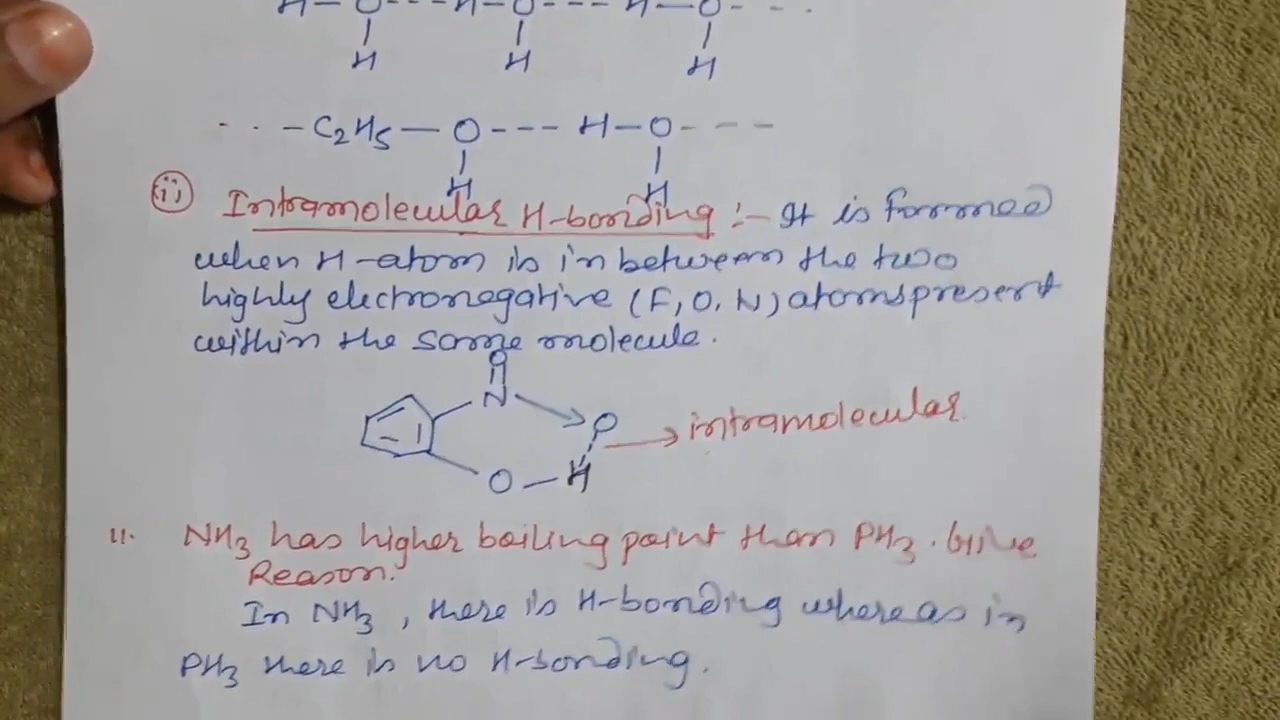 H—O---H—O---H—O- - - .
H H H
- - - —C2H5—O--- H—O- - - -
H H
(ii) Intramolecular H-bonding :- It is formed
when H-atom is in between the two
highly electronegative (F, O, N) atoms present
within the same molecule.
O
N
O → intramolecular
O — H
11. NH3 has higher boiling point than PH3. Give
Reason.
In NH3, there is H-bonding whereas in
PH3 there is no H-bonding.